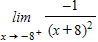 lim x→-8⁺ -1/(x+8)²